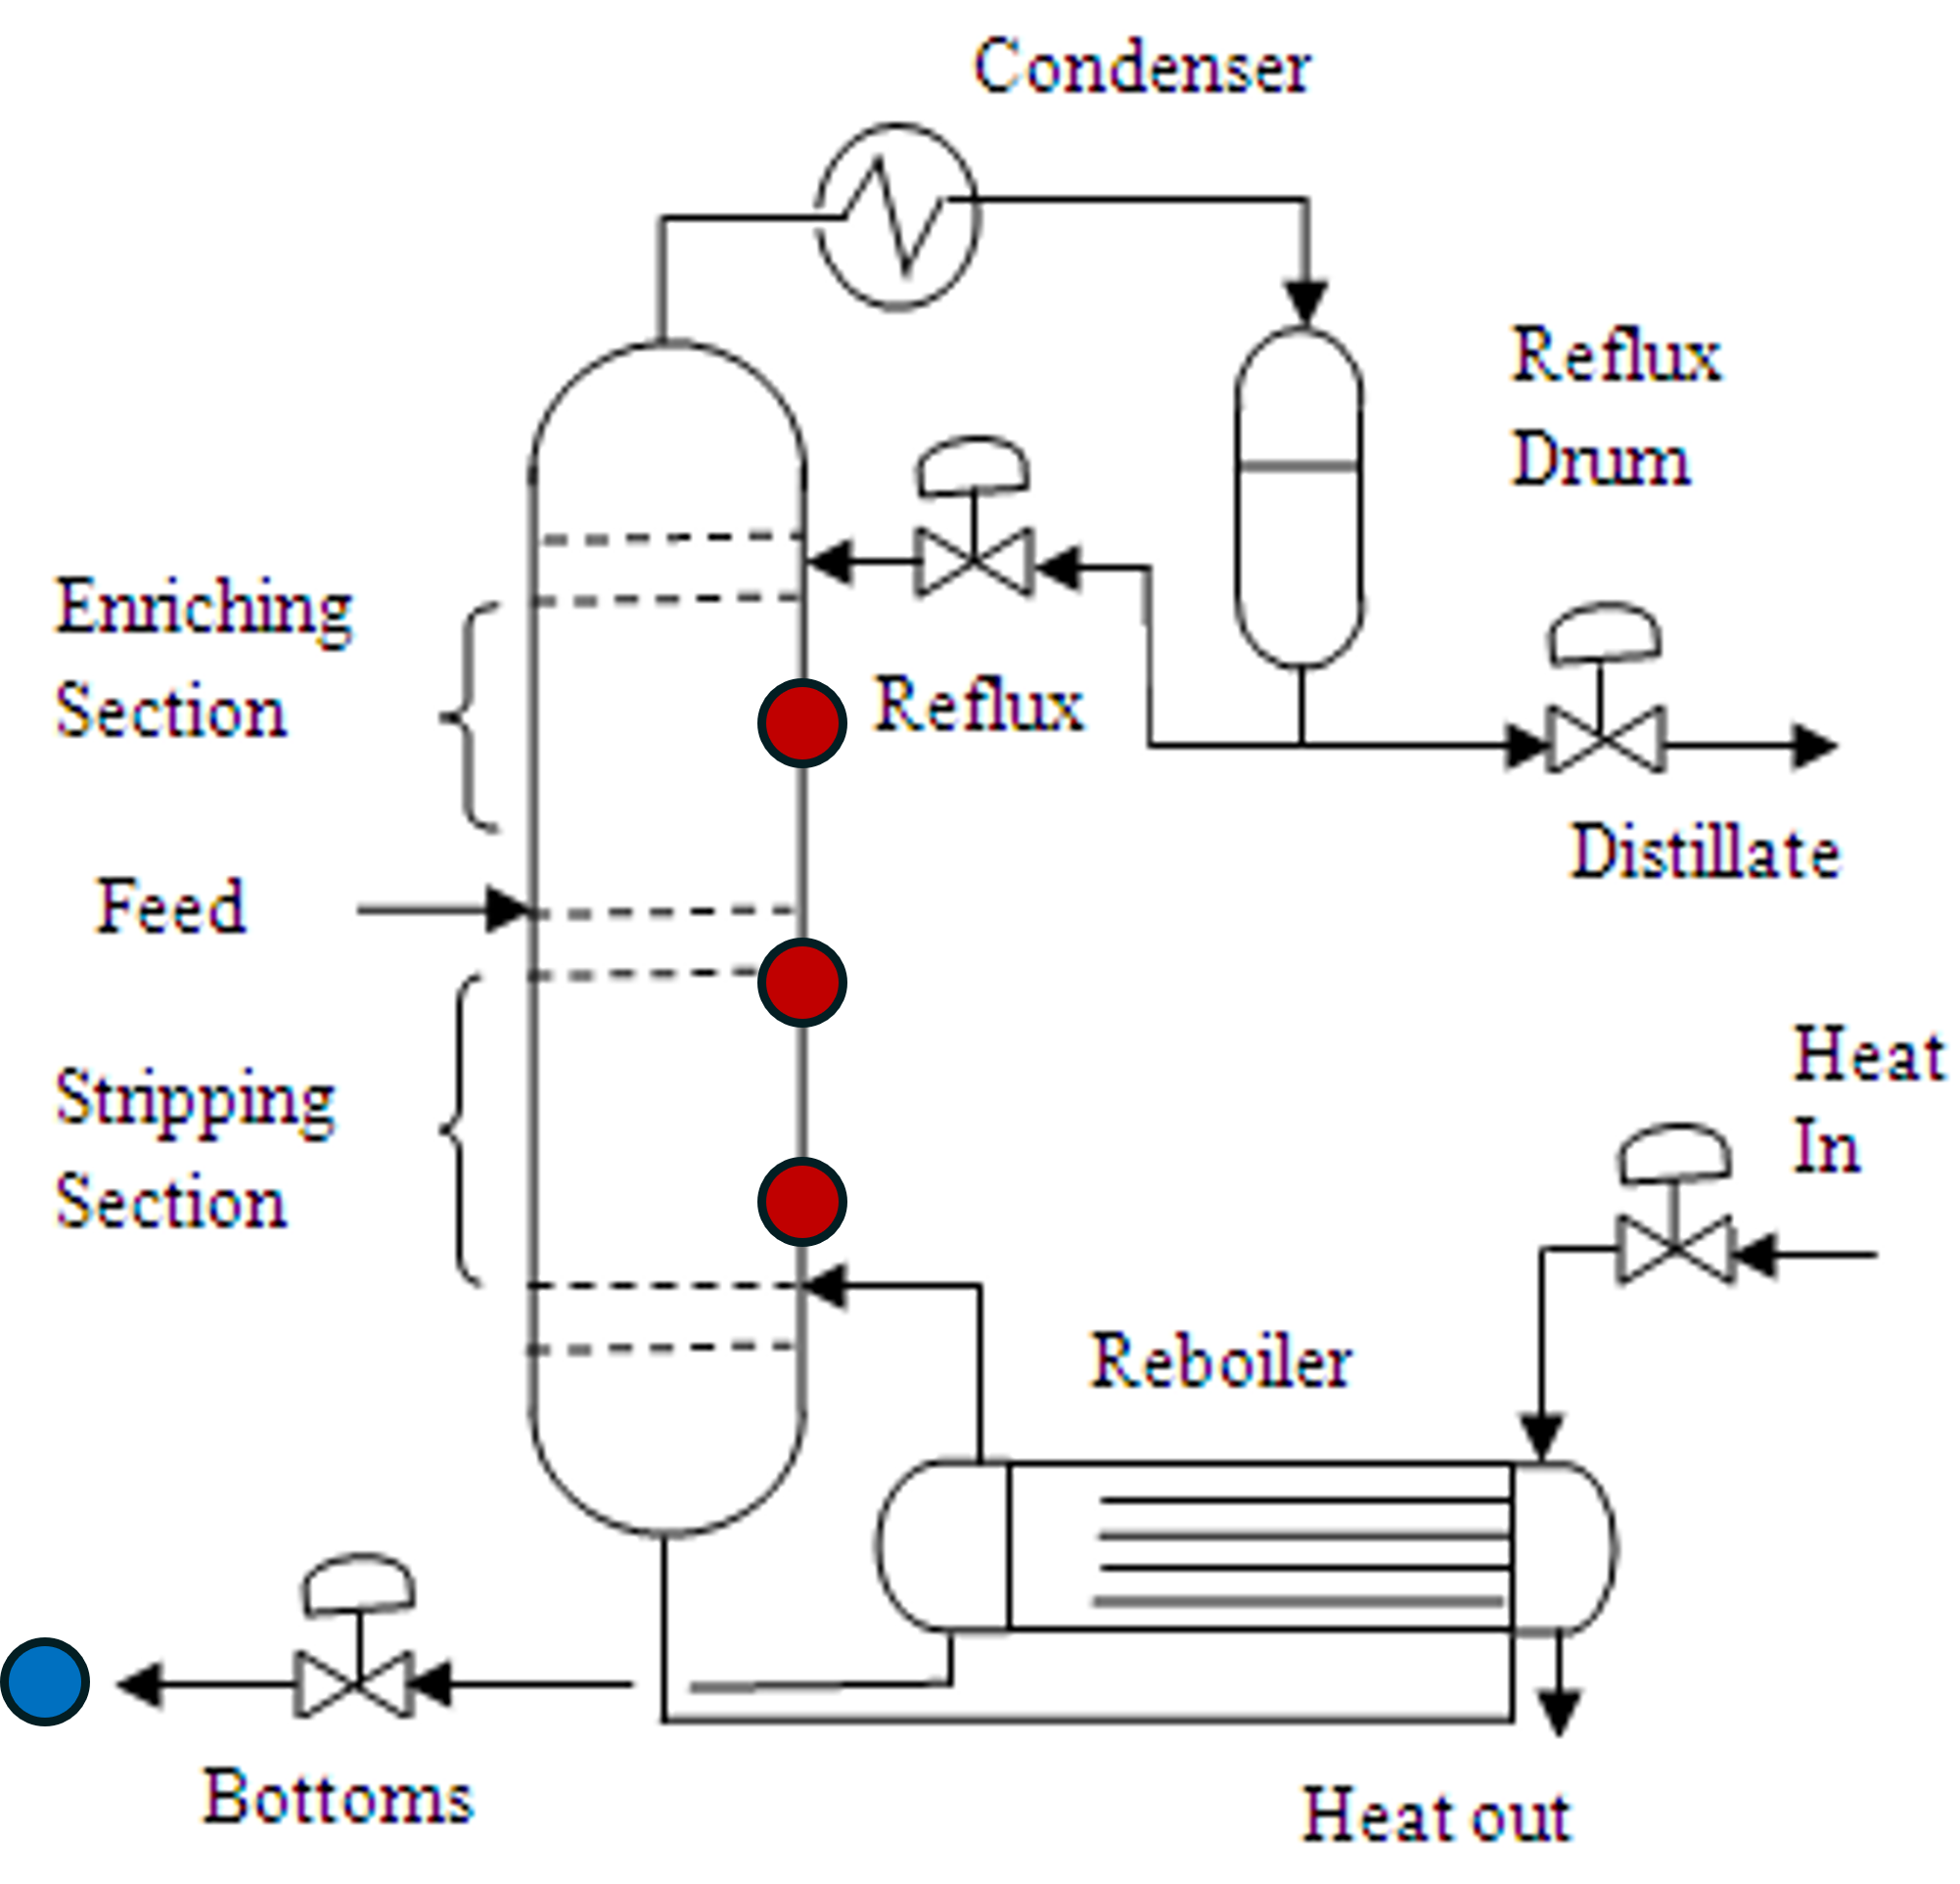 Condenser
Reflux
Drum
Enriching
Section
Reflux
Distillate
Feed
Heat
In
Stripping
Section
Reboiler
Bottoms
Heat out